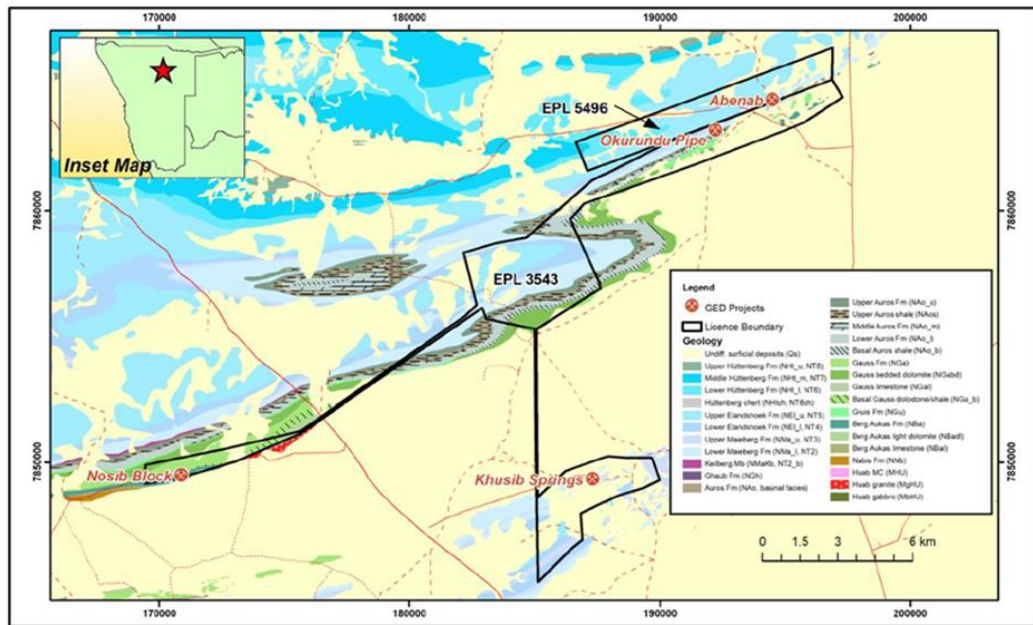 170000 180000 190000 200000
Inset Map
EPL 5496
Abenab
Okurundu Pipe
7860000 7860000
EPL 3543
7850000 7850000
Nosib Block
Khusib Springs
Legend
GED Projects
Licence Boundary
Geology
Undiff. surficial deposits (Qs)
Upper Hüttenberg Fm (NHt_u, NT8)
Middle Hüttenberg Fm (NHt_m, NT7)
Lower Hüttenberg Fm (NHt_l, NT6)
Upper Elandshoek Fm (NEl_u, NT5)
Lower Elandshoek Fm (NEl_l, NT4)
Upper Maieberg Fm (NMa_u, NT3)
Lower Maieberg Fm (NMa_l, NT2)
Keilberg Mb (NMaKb, NT2_b)
Ghaub Fm (NGh)
Auros Fm (NAo, basinal facies)
Upper Auros Fm (NAo_u)
Upper Auros shale (NAos)
Middle Auros Fm (NAo_m)
Lower Auros Fm (NAo_l)
Basal Auros shale (NAo_b)
Gauss Fm (NGa)
Gauss bedded dolomite (NGabd)
Gauss limestone (NGal)
Basal Gauss dolostone/shale (NGa_b)
Gruis Fm (NGu)
Berg Aukas Fm (NBa)
Berg Aukas light dolomite (NBadl)
Berg Aukas limestone (NBal)
Nabis Fm (NNb)
Huab MC (MHU)
Huab granite (MgHU)
Huab gabbro (MbHU)
0 1.5 3 6 km
170000 180000 190000 200000